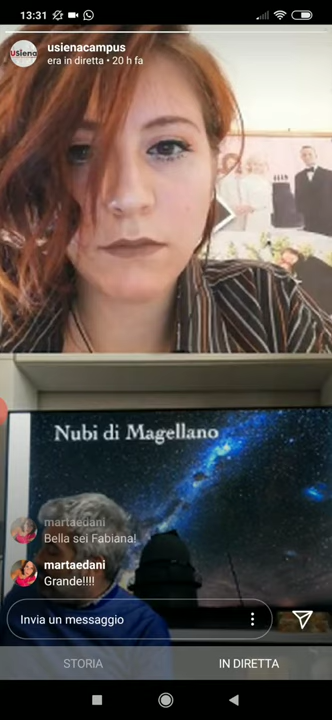 13:31
USiena
usienacampus
era in diretta • 20 h fa
Nubi di Magellano
martaedani
Bella sei Fabiana!
martaedani
Grande!!!!
Invia un messaggio
STORIA
IN DIRETTA